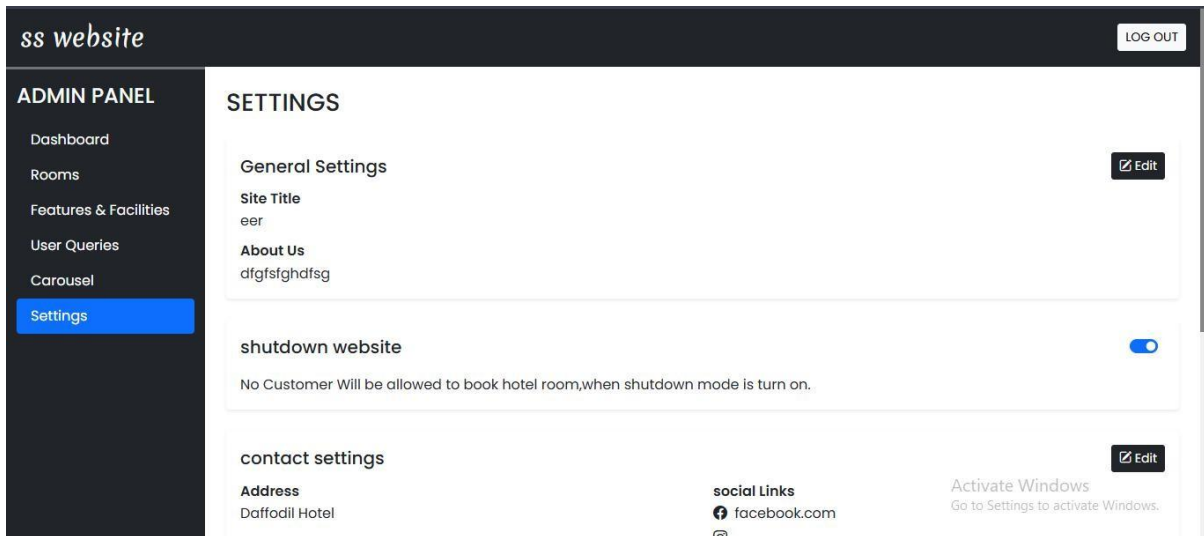 ss website
LOG OUT
ADMIN PANEL
Dashboard
Rooms
Features & Facilities
User Queries
Carousel
Settings
SETTINGS
General Settings
Edit
Site Title
eer
About Us
dfgfsfghdfsg
shutdown website
No Customer Will be allowed to book hotel room,when shutdown mode is turn on.
contact settings
Edit
Address
Daffodil Hotel
social Links
facebook.com
Activate Windows
Go to Settings to activate Windows.